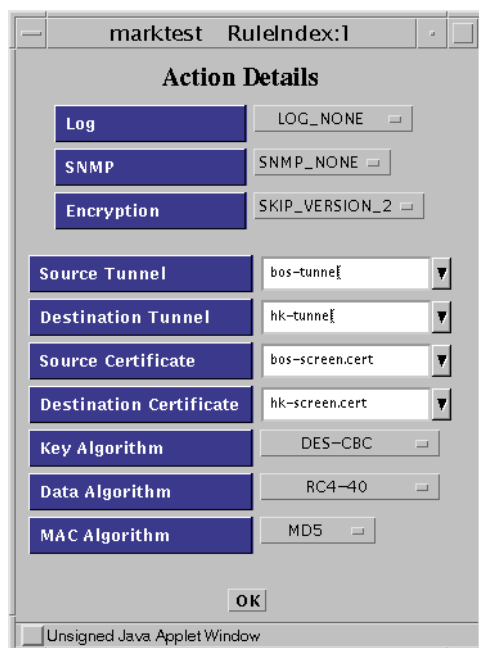 marktest RuleIndex:1
Action Details
Log LOG_NONE
SNMP SNMP_NONE
Encryption SKIP_VERSION_2
Source Tunnel bos-tunnel
Destination Tunnel hk-tunnel
Source Certificate bos-screen.cert
Destination Certificate hk-screen.cert
Key Algorithm DES-CBC
Data Algorithm RC4-40
MAC Algorithm MD5
OK
Unsigned Java Applet Window